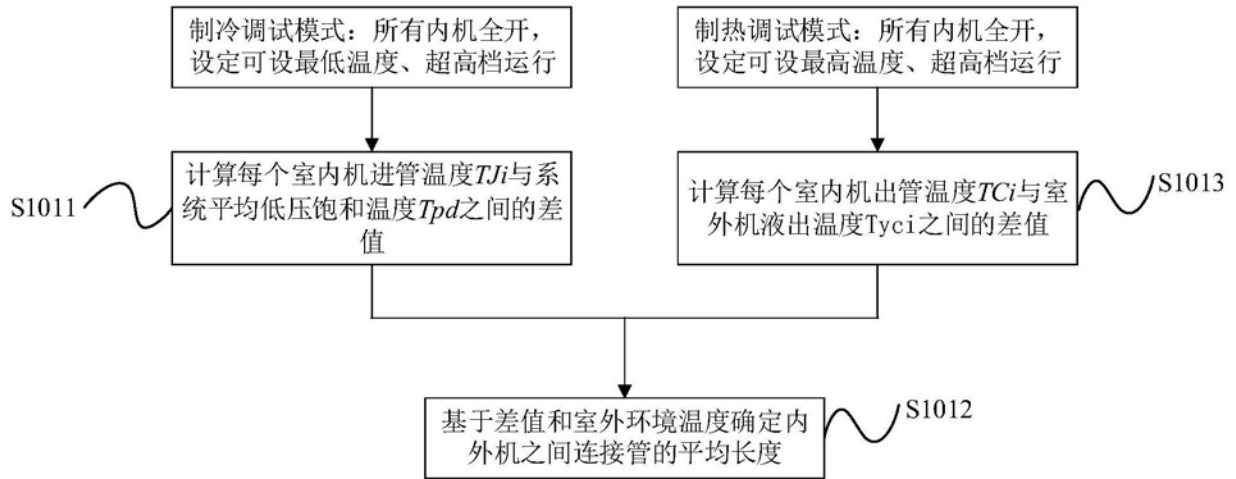 制冷调试模式：所有内机全开，
设定可设最低温度、超高档运行
制热调试模式：所有内机全开，
设定可设最高温度、超高档运行
S1011
计算每个室内机进管温度TJi与系
统平均低压饱和温度Tpd之间的差
值
计算每个室内机出管温度TCi与室
外机液出温度Tyci之间的差值
S1013
基于差值和室外环境温度确定内
外机之间连接管的平均长度
S1012